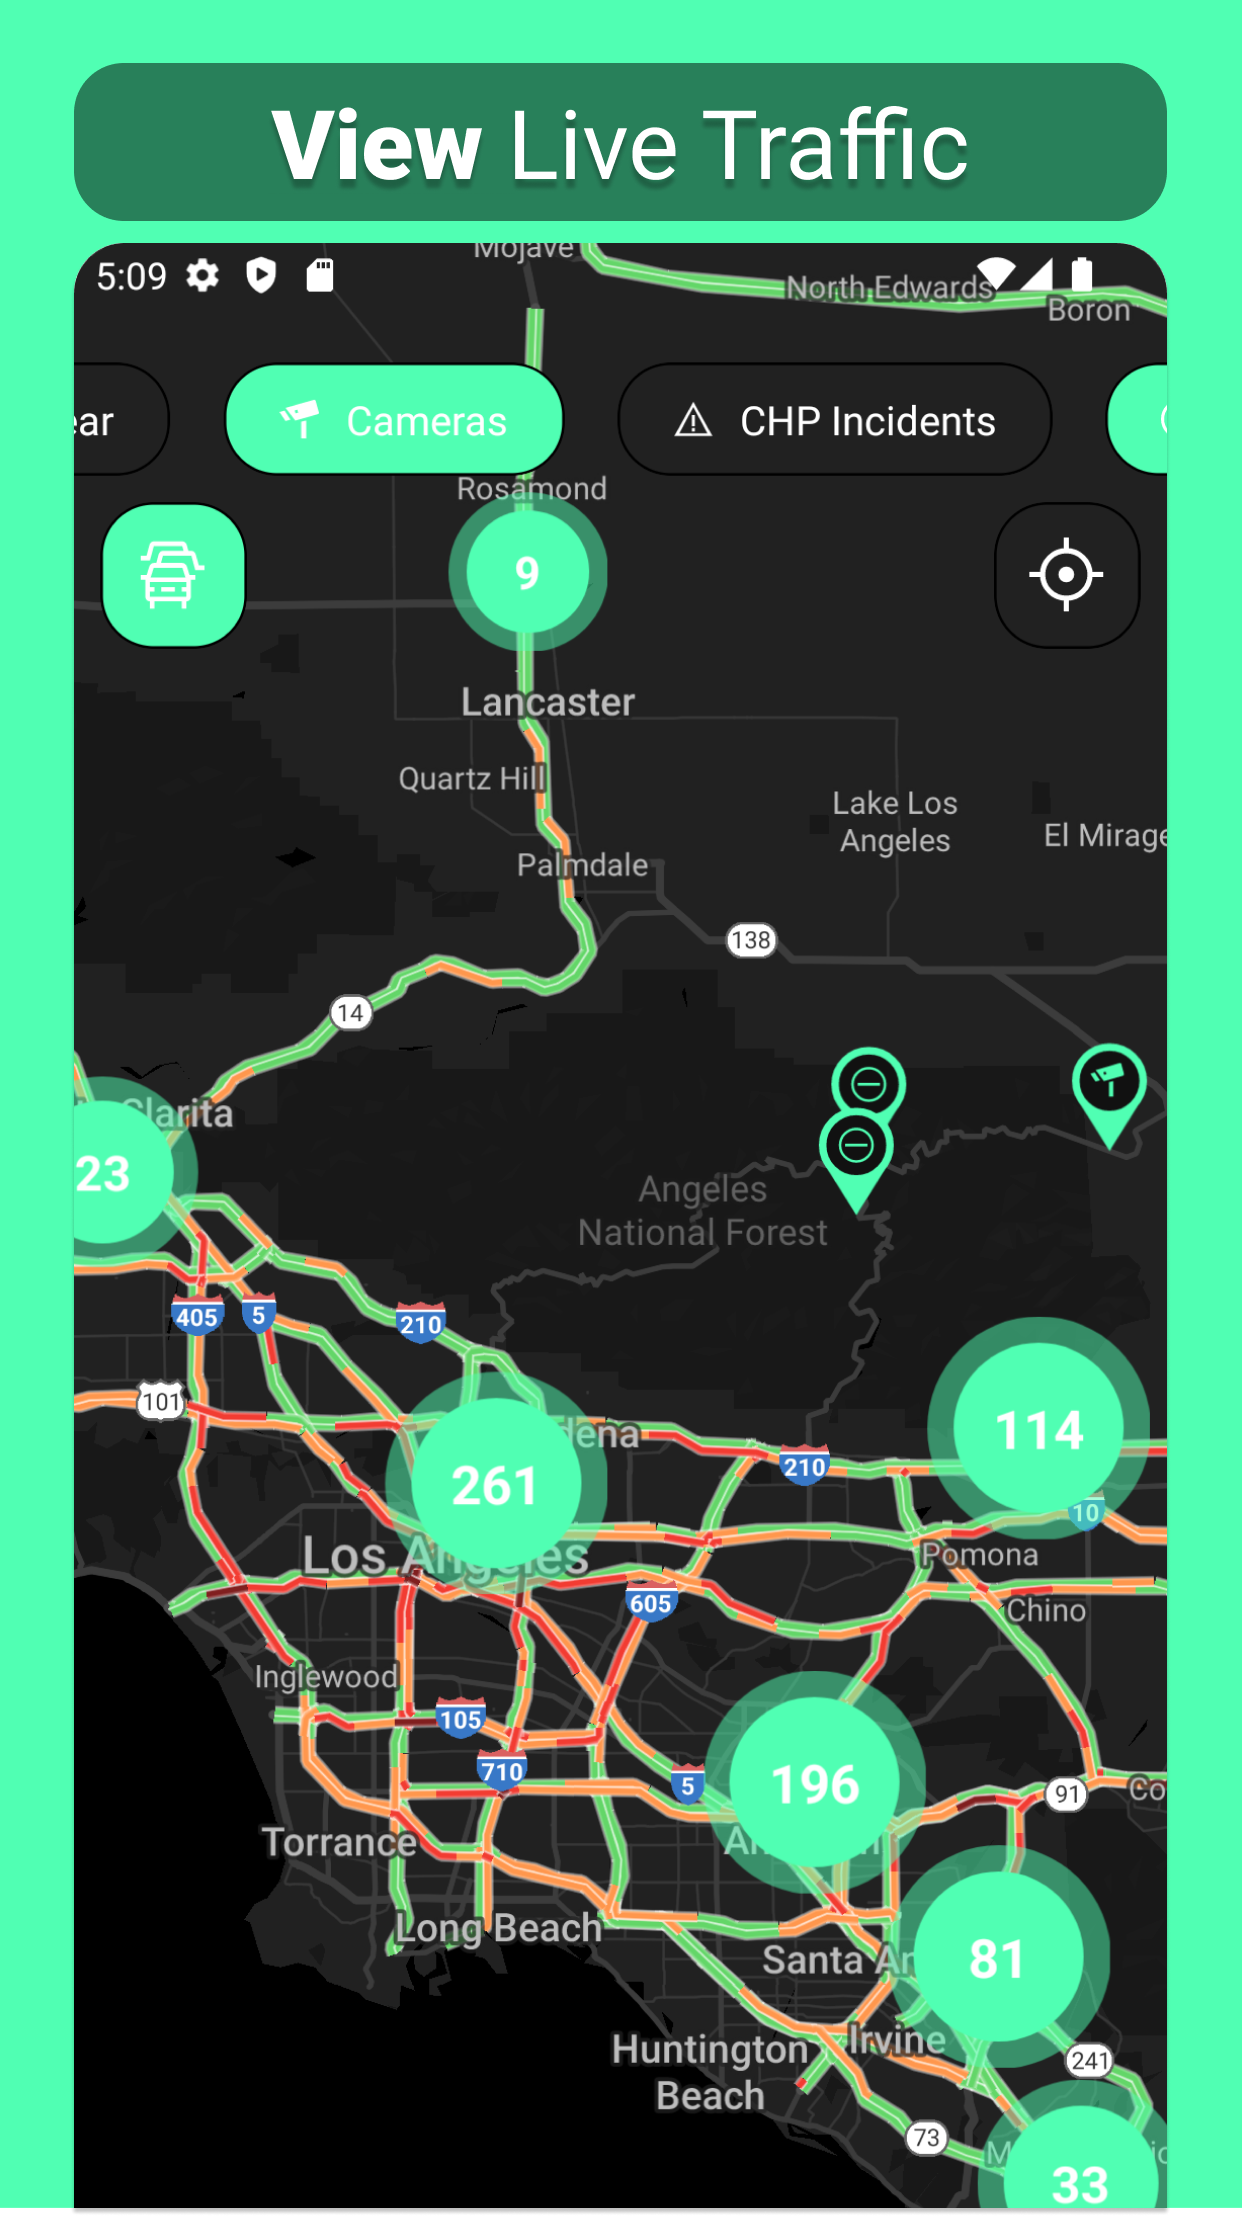 View Live Traffic
Mojave
5:09
North Edwards
Boron
ear
Cameras
CHP Incidents
Rosamond
9
Lancaster
Quartz Hill
Lake Los
Angeles
El Mirage
Palmdale
138
14
Clarita
23
Angeles
National Forest
405
5
210
101
dena
114
210
261
10
Los Angeles
Pomona
605
Chino
Inglewood
105
710
5
196
91
Co
Torrance
Long Beach
Santa An
81
Huntington
Beach
Irvine
241
73
33